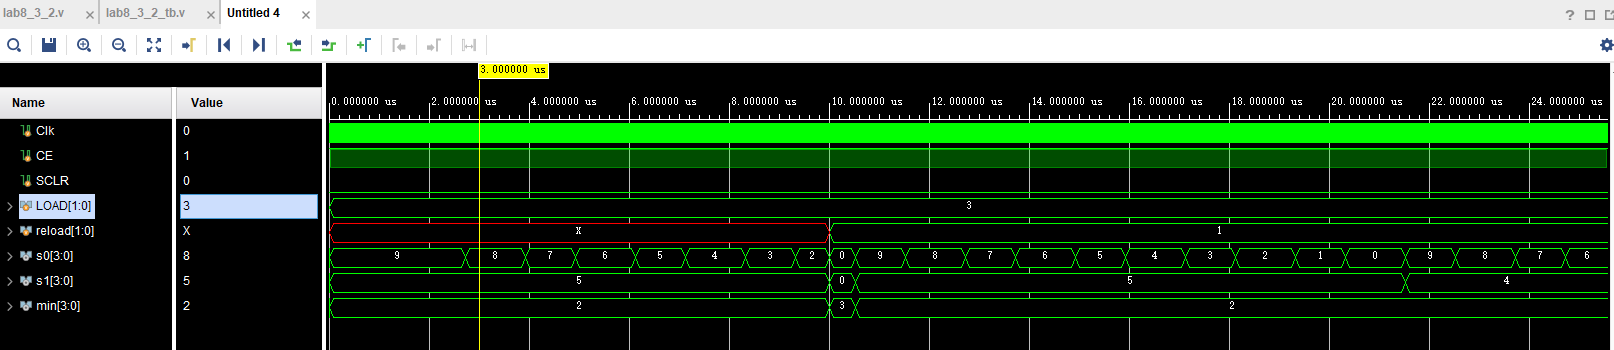 lab8_3_2.v × lab8_3_2_tb.v × Untitled 4 ×
?
3.000000 us
Name Value
0.000000 us 2.000000 us 4.000000 us 6.000000 us 8.000000 us 10.000000 us 12.000000 us 14.000000 us 16.000000 us 18.000000 us 20.000000 us 22.000000 us 24.000000 us
Clk 0
CE 1
SCLR 0
LOAD[1:0] 3 3
reload[1:0] X X 1
s0[3:0] 8 9 8 7 6 5 4 3 2 0 9 8 7 6 5 4 3 2 1 0 9 8 7 6
s1[3:0] 5 5 0 5 4
min[3:0] 2 2 3 2